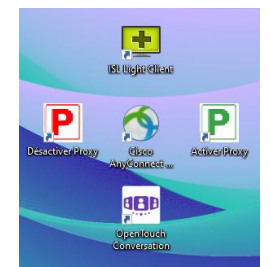 ISL Light Client
P
P
Désactiver Proxy
Cisco
AnyConnect ...
Activer Proxy
OpenTouch
Conversation